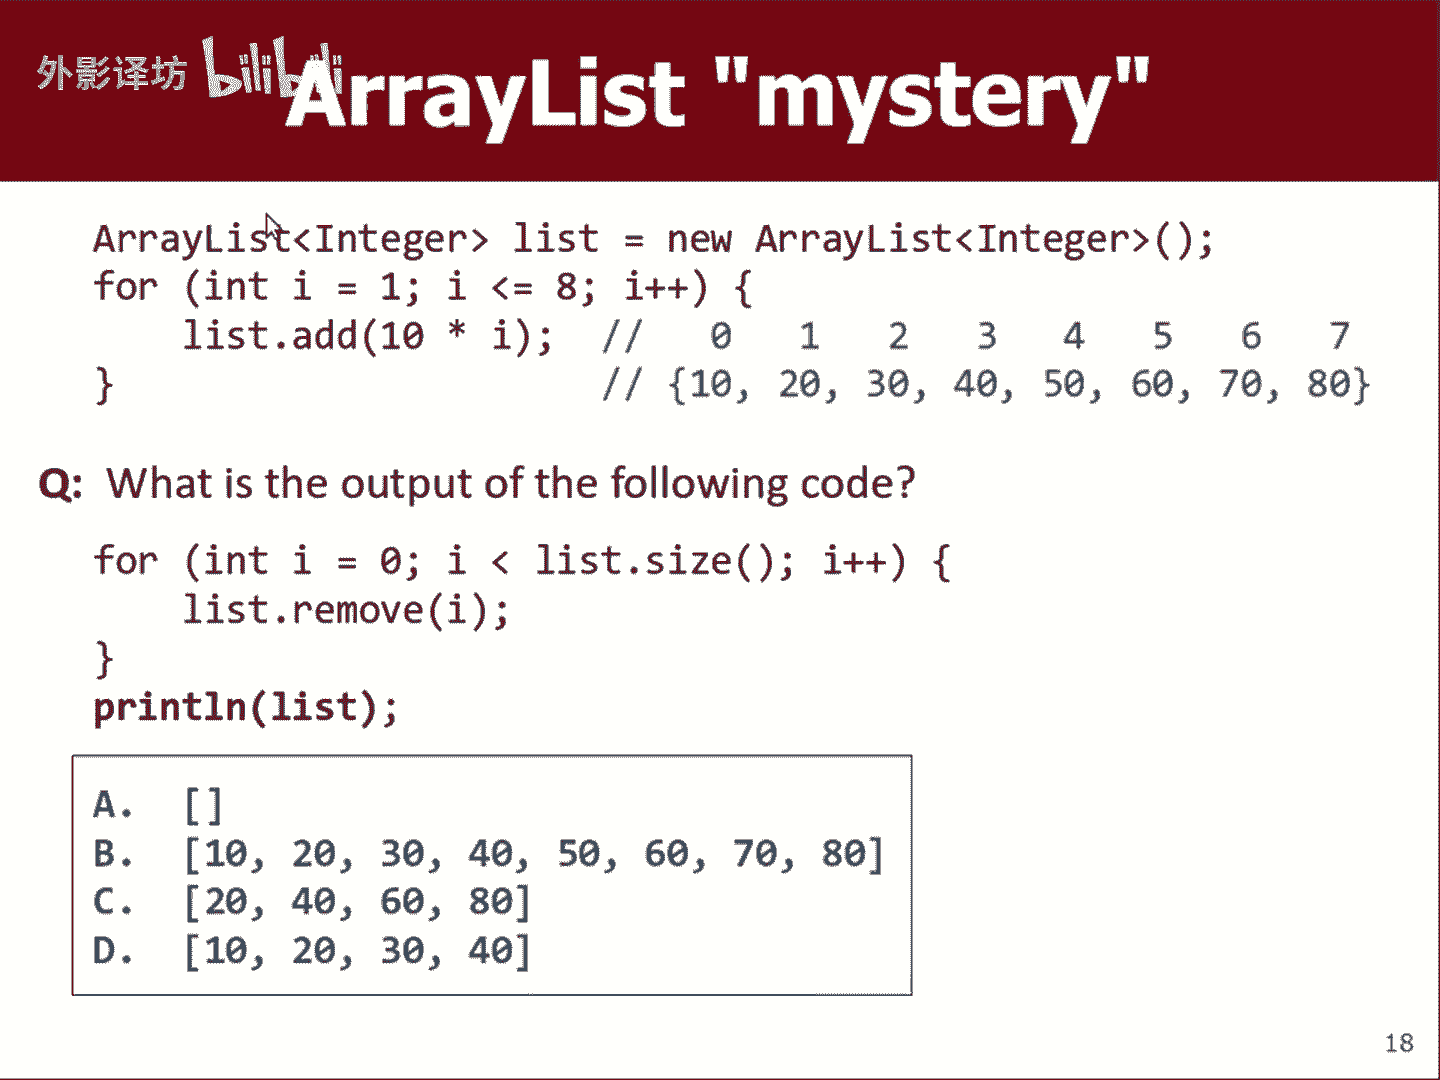 外影译坊 bilibili
ArrayList "mystery"
ArrayList<Integer> list = new ArrayList<Integer>();
for (int i = 1; i <= 8; i++) {
    list.add(10 * i);  //   0   1   2   3   4   5   6   7
}                      // {10, 20, 30, 40, 50, 60, 70, 80}
Q: What is the output of the following code?
for (int i = 0; i < list.size(); i++) {
    list.remove(i);
}
println(list);
A.  []
B.  [10, 20, 30, 40, 50, 60, 70, 80]
C.  [20, 40, 60, 80]
D.  [10, 20, 30, 40]
18